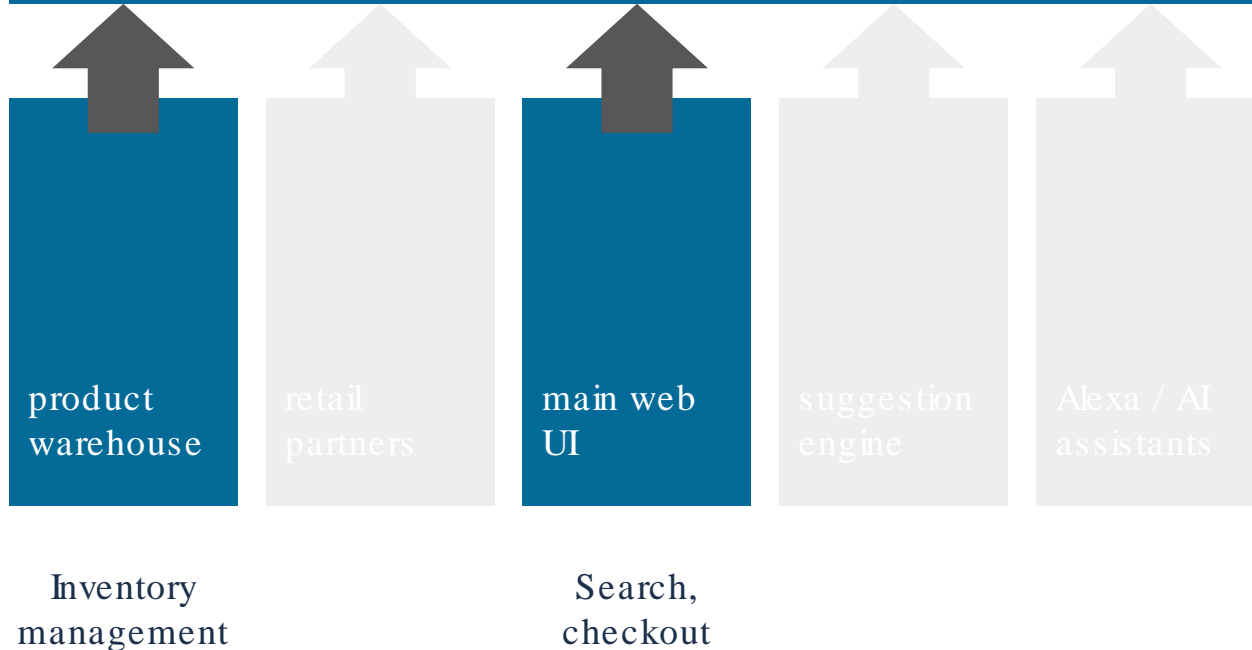 product
warehouse
retail
partners
main web
UI
suggestion
engine
Alexa / AI
assistants
Inventory
management
Search,
checkout